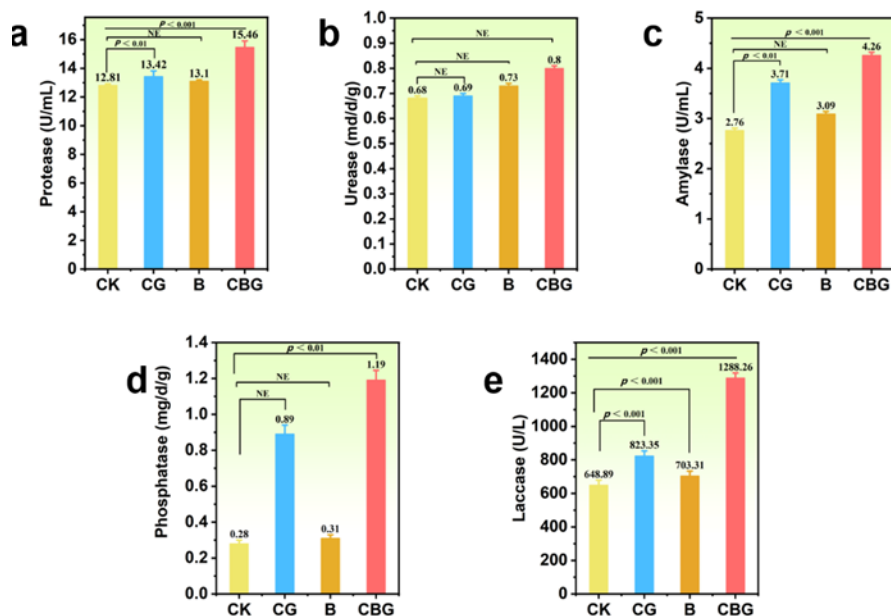 a
p < 0.001
NE
p < 0.01
12.81
13.42
13.1
15.46
Protease (U/mL)
16
14
12
10
8
6
4
2
0
CK CG B CBG
b
NE
NE
NE
0.68
0.69
0.73
0.8
Urease (md/d/g)
1.0
0.9
0.8
0.7
0.6
0.5
0.4
0.3
0.2
0.1
0.0
CK CG B CBG
c
p < 0.001
NE
p < 0.01
2.76
3.71
3.09
4.26
Amylase (U/mL)
5
4
3
2
1
0
CK CG B CBG
d
p < 0.01
NE
NE
0.28
0.89
0.31
1.19
Phosphatase (mg/d/g)
1.4
1.2
1.0
0.8
0.6
0.4
0.2
0.0
CK CG B CBG
e
p < 0.001
p < 0.001
p < 0.001
648.89
823.35
703.31
1288.26
Laccase (U/L)
1400
1200
1000
800
600
400
200
0
CK CG B CBG